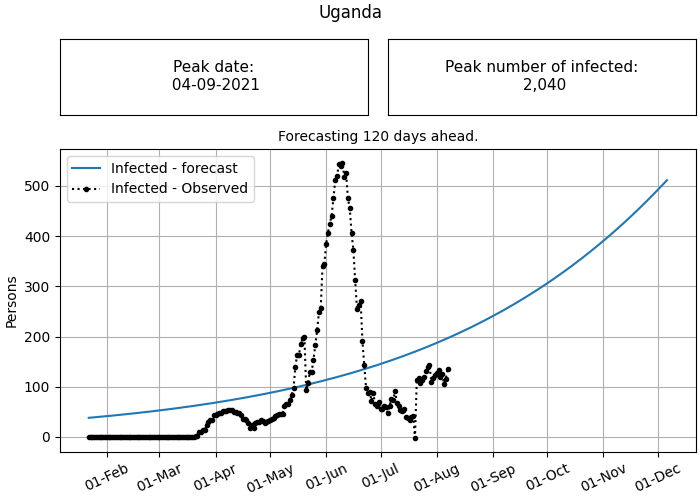 Uganda
Peak date:
04-09-2021
Peak number of infected:
2,040
Forecasting 120 days ahead.
Infected - forecast
Infected - Observed
Persons
500
400
300
200
100
0
01-Feb
01-Mar
01-Apr
01-May
01-Jun
01-Jul
01-Aug
01-Sep
01-Oct
01-Nov
01-Dec